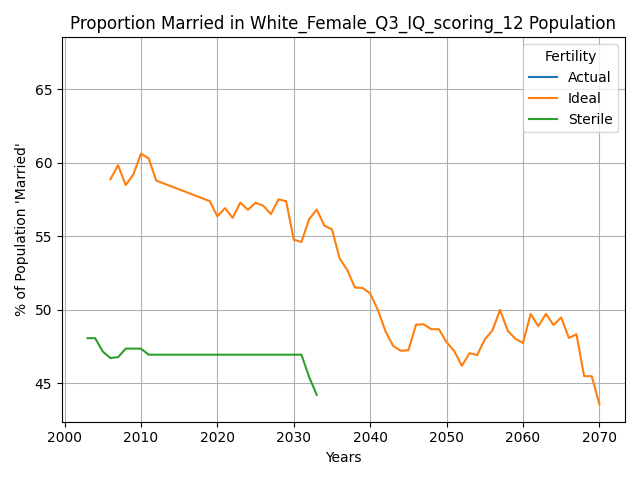 Proportion Married in White_Female_Q3_IQ_scoring_12 Population
Fertility
Actual
Ideal
Sterile
% of Population 'Married'
65
60
55
50
45
2000
2010
2020
2030
2040
2050
2060
2070
Years